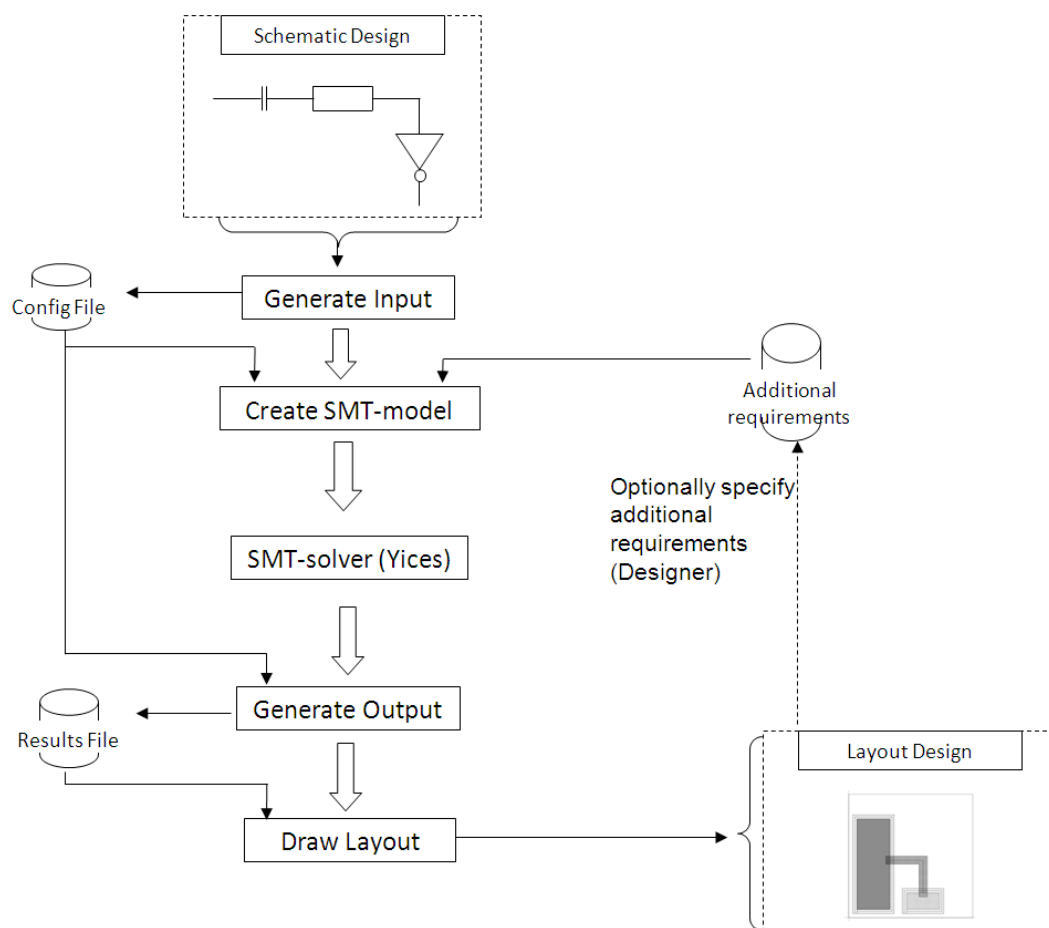 Schematic Design
Generate Input
Config File
Create SMT-model
Additional
requirements
Optionally specify
additional
requirements
(Designer)
SMT-solver (Yices)
Generate Output
Results File
Layout Design
Draw Layout